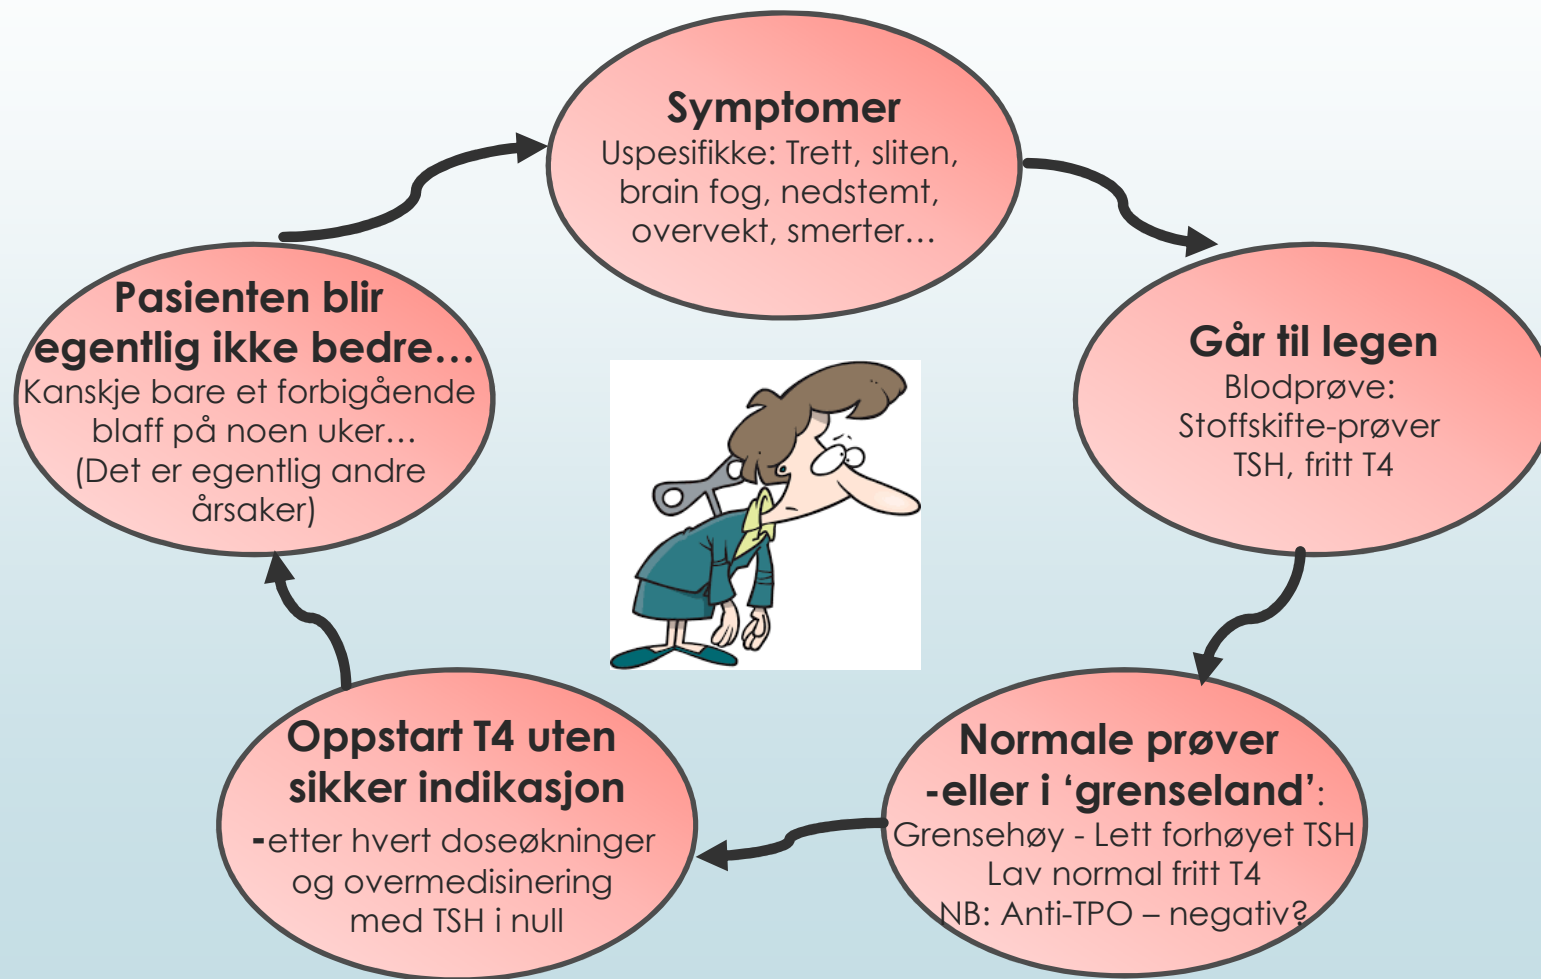 Symptomer
Uspesifikke: Trett, sliten,
brain fog, nedstemt,
overvekt, smerter…
Går til legen
Blodprøve:
Stoffskifte-prøver
TSH, fritt T4
Normale prøver
-eller i ‘grenseland’:
Grensehøy - Lett forhøyet TSH
Lav normal fritt T4
NB: Anti-TPO – negativ?
Oppstart T4 uten
sikker indikasjon
-etter hvert doseøkninger
og overmedisinering
med TSH i null
Pasienten blir
egentlig ikke bedre…
Kanskje bare et forbigående
blaff på noen uker…
(Det er egentlig andre
årsaker)